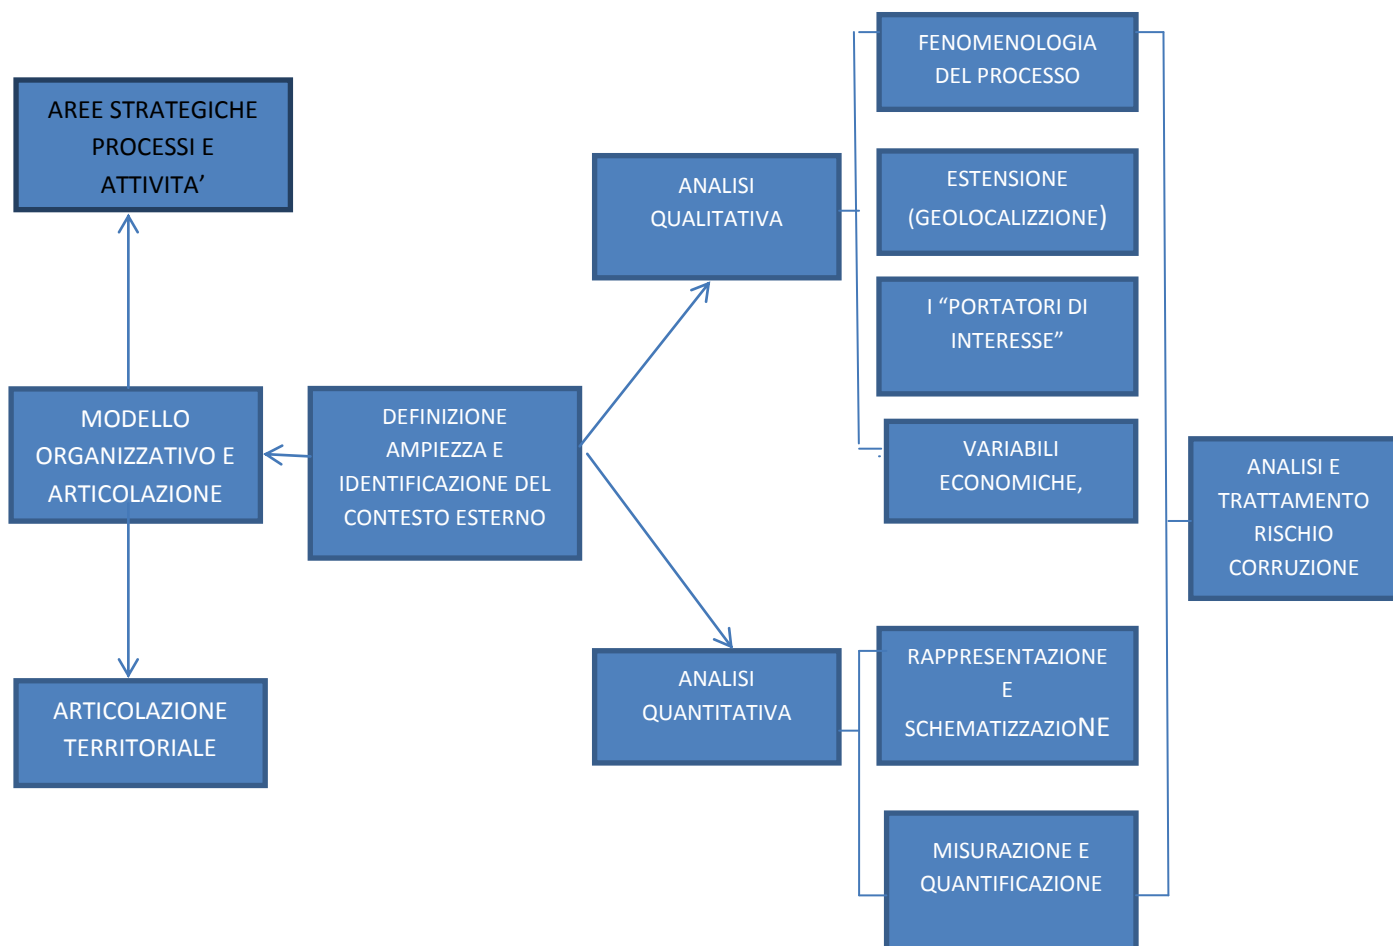 AREE STRATEGICHE
PROCESSI E
ATTIVITA’
MODELLO
ORGANIZZATIVO E
ARTICOLAZIONE
ARTICOLAZIONE
TERRITORIALE
DEFINIZIONE
AMPIEZZA E
IDENTIFICAZIONE DEL
CONTESTO ESTERNO
ANALISI
QUALITATIVA
ANALISI
QUANTITATIVA
FENOMENOLOGIA
DEL PROCESSO
ESTENSIONE
(GEOLOCALIZZIONE)
I “PORTATORI DI
INTERESSE”
VARIABILI
ECONOMICHE,
RAPPRESENTAZIONE
E
SCHEMATIZZAZIONE
MISURAZIONE E
QUANTIFICAZIONE
ANALISI E
TRATTAMENTO
RISCHIO
CORRUZIONE